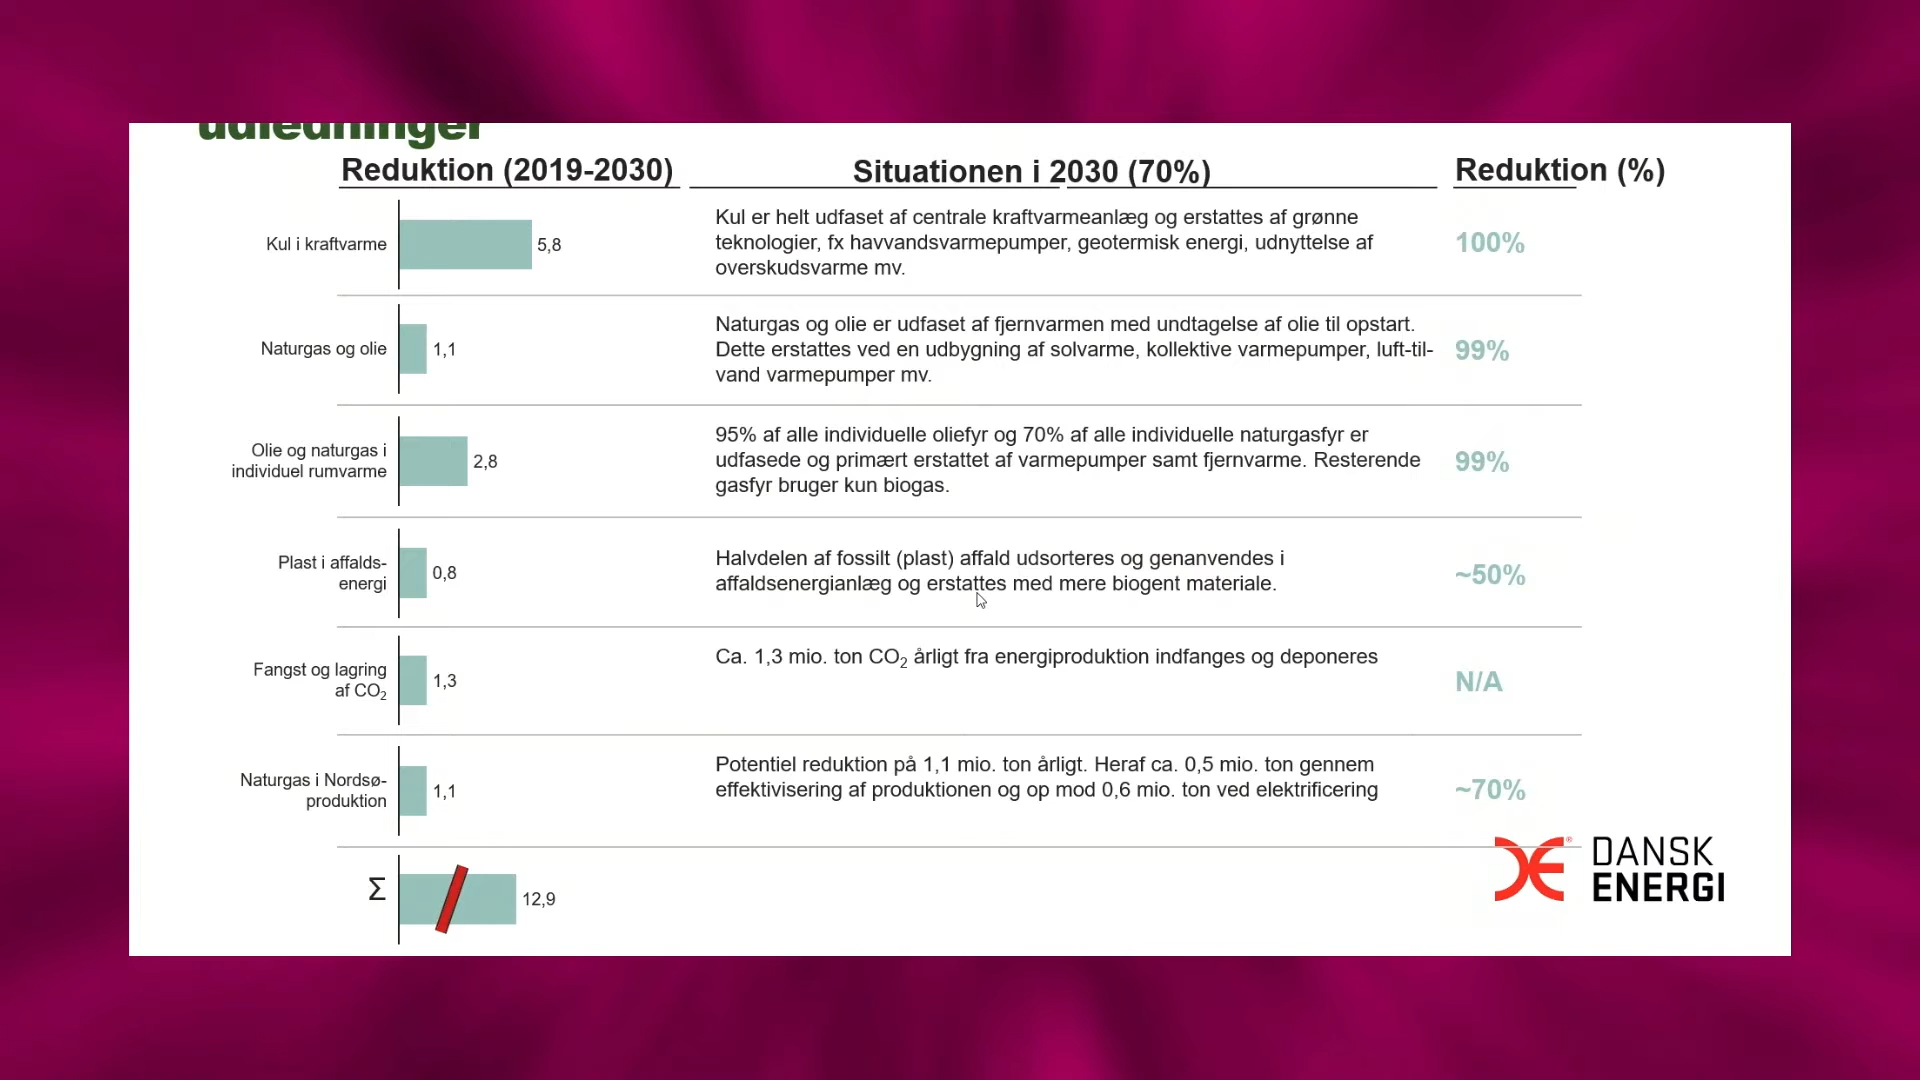 udledninger
Reduktion (2019-2030)
Situationen i 2030 (70%)
Reduktion (%)
Kul i kraftvarme
5,8
Kul er helt udfaset af centrale kraftvarmeanlæg og erstattes af grønne
teknologier, fx havvandsvarmepumper, geotermisk energi, udnyttelse af
overskudsvarme mv.
100%
Naturgas og olie
1,1
Naturgas og olie er udfaset af fjernvarmen med undtagelse af olie til opstart.
Dette erstattes ved en udbygning af solvarme, kollektive varmepumper, luft-til-
vand varmepumper mv.
99%
Olie og naturgas i
individuel rumvarme
2,8
95% af alle individuelle oliefyr og 70% af alle individuelle naturgasfyr er
udfasede og primært erstattet af varmepumper samt fjernvarme. Resterende
gasfyr bruger kun biogas.
99%
Plast i affalds-
energi
0,8
Halvdelen af fossilt (plast) affald udsorteres og genanvendes i
affaldsenergianlæg og erstattes med mere biogent materiale.
~50%
Fangst og lagring
af CO₂
1,3
Ca. 1,3 mio. ton CO₂ årligt fra energiproduktion indfanges og deponeres
N/A
Naturgas i Nordsø-
produktion
1,1
Potentiel reduktion på 1,1 mio. ton årligt. Heraf ca. 0,5 mio. ton gennem
effektivisering af produktionen og op mod 0,6 mio. ton ved elektrificering
~70%
Σ
12,9
®
DANSK
ENERGI